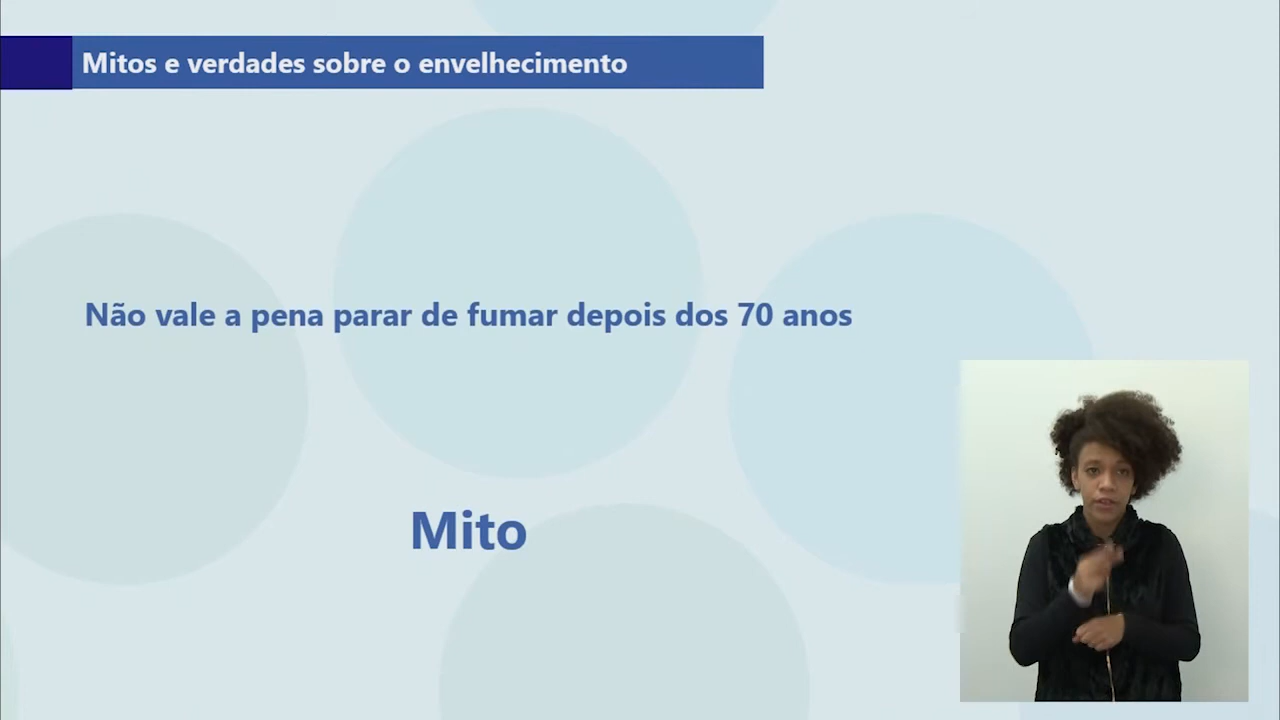 Mitos e verdades sobre o envelhecimento
Não vale a pena parar de fumar depois dos 70 anos
Mito